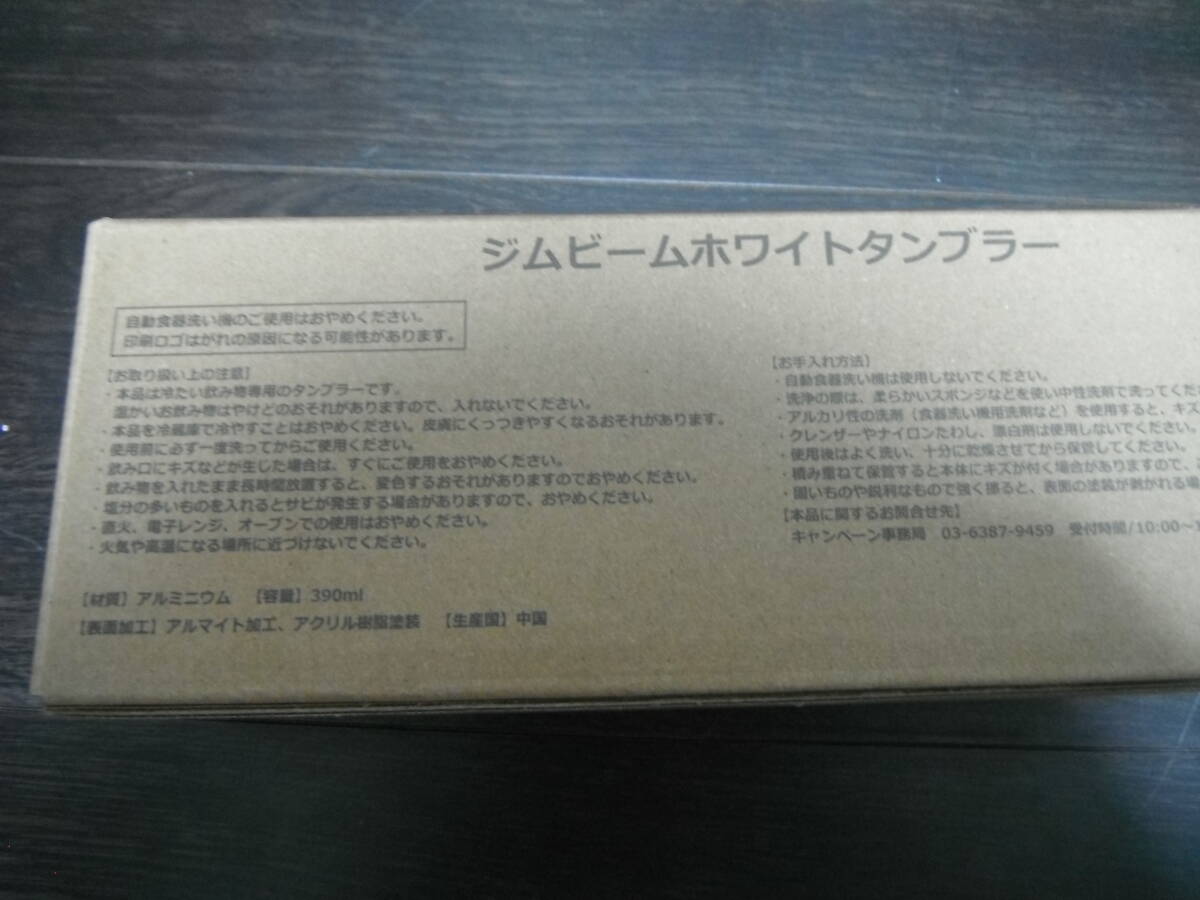 ジムビームホワイトタンブラー
自動食器洗い機のご使用はおやめください。
印刷ロゴはがれの原因になる可能性があります。
【お取り扱い上の注意】
・本品は冷たい飲み物専用のタンブラーです。
温かいお飲み物はやけどのおそれがありますので、入れないでください。
・本品を冷蔵庫で冷やすことはおやめください。皮膚にくっつきやすくなるおそれがあります。
・使用前に必ず一度洗ってからご使用ください。
・飲み口にキズなどが生じた場合は、すぐにご使用をおやめください。
・飲み物を入れたまま長時間放置すると、変色するおそれがありますのでおやめください。
・塩分の多いものを入れるとサビが発生する場合がありますので、おやめください。
・直火、電子レンジ、オーブンでの使用はおやめください。
・火気や高温になる場所に近づけないでください。
【材質】アルミニウム 【容量】390ml
【表面加工】アルマイト加工、アクリル樹脂塗装 【生産国】中国
【お手入れ方法】
・自動食器洗い機は使用しないでください。
・洗浄の際は、柔らかいスポンジなどを使い中性洗剤で洗ってくだ
・アルカリ性の洗剤（食器洗い機用洗剤など）を使用すると、キズ
・クレンザーやナイロンたわし、漂白剤は使用しないでください。
・使用後はよく洗い、十分に乾燥させてから保管してください。
・積み重ねて保管すると本体にキズが付く場合がありますので、
・固いものや鋭利なもので強く擦ると、表面の塗装が剥がれる場
【本品に関するお問合せ先】
キャンペーン事務局 03-6387-9459 受付時間/10:00～